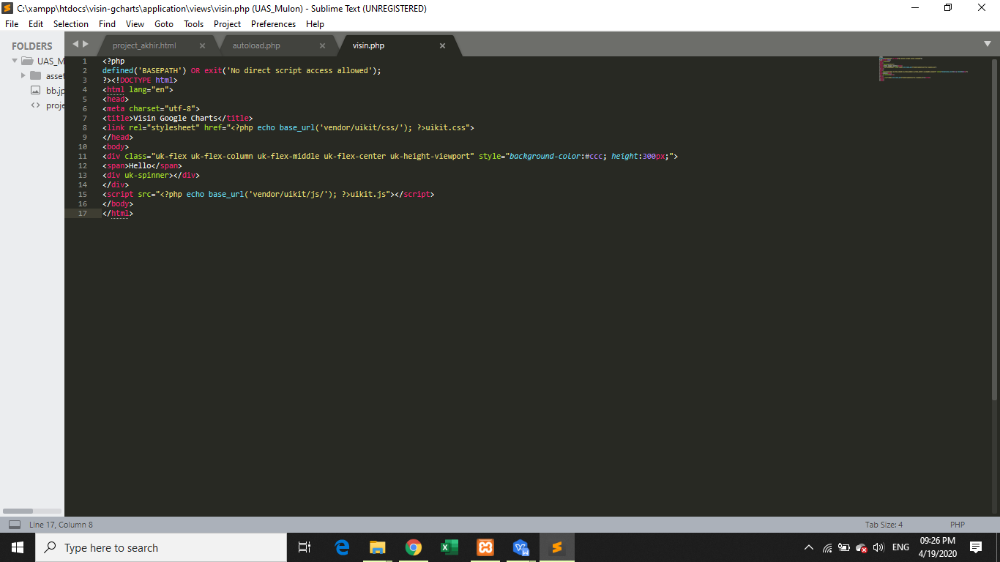 C:\xampp\htdocs\visin-gcharts\application\views\visin.php (UAS_Mulon) - Sublime Text (UNREGISTERED)
File Edit Selection Find View Goto Tools Project Preferences Help
FOLDERS
UAS_M
asset
bb.jp
proje
project_akhir.html
autoload.php
visin.php
1 <?php
2 defined('BASEPATH') OR exit('No direct script access allowed');
3 ?><!DOCTYPE html>
4 <html lang="en">
5 <head>
6 <meta charset="utf-8">
7 <title>Visin Google Charts</title>
8 <link rel="stylesheet" href="<?php echo base_url('vendor/uikit/css/'); ?>uikit.css">
9 </head>
10 <body>
11 <div class="uk-flex uk-flex-column uk-flex-middle uk-flex-center uk-height-viewport" style="background-color:#ccc; height:300px;">
12 <span>Hello</span>
13 <div uk-spinner></div>
14 </div>
15 <script src="<?php echo base_url('vendor/uikit/js/'); ?>uikit.js"></script>
16 </body>
17 </html>
Line 17, Column 8
Tab Size: 4
PHP
Type here to search
ENG
09:26 PM
4/19/2020